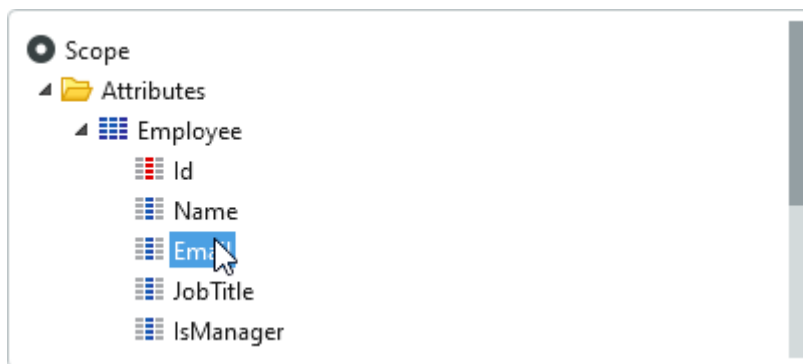 Scope
Attributes
Employee
Id
Name
Email
JobTitle
IsManager